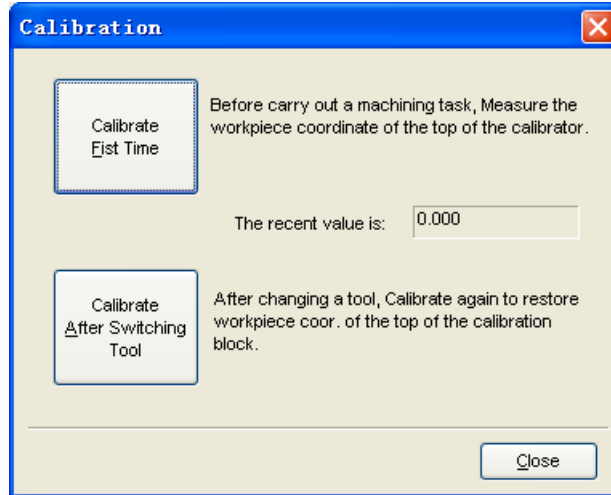 Calibration
Calibrate
Fist Time
Before carry out a machining task, Measure the
workpiece coordinate of the top of the calibrator.
The recent value is:
0.000
Calibrate
After Switching
Tool
After changing a tool, Calibrate again to restore
workpiece coor. of the top of the calibration
block.
Close